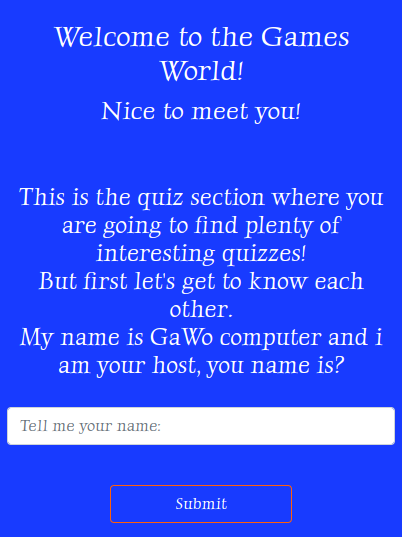 Welcome to the Games
World!
Nice to meet you!
This is the quiz section where you
are going to find plenty of
interesting quizzes!
But first let's get to know each
other.
My name is GaWo computer and i
am your host, you name is?
Tell me your name:
Submit